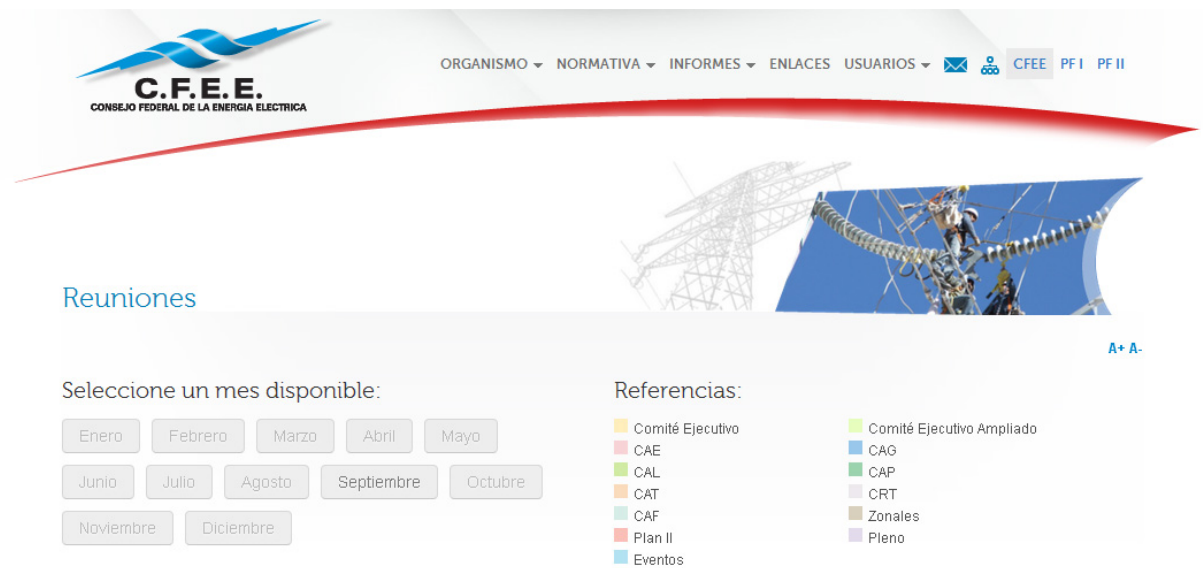 C.F.E.E.
CONSEJO FEDERAL DE LA ENERGIA ELECTRICA
ORGANISMO NORMATIVA INFORMES ENLACES USUARIOS CFEE PF I PF II
Reuniones
A+ A-
Seleccione un mes disponible:
Enero Febrero Marzo Abril Mayo
Junio Julio Agosto Septiembre Octubre
Noviembre Diciembre
Referencias:
Comité Ejecutivo Comité Ejecutivo Ampliado
CAE CAG
CAL CAP
CAT CRT
CAF Zonales
Plan II Pleno
Eventos